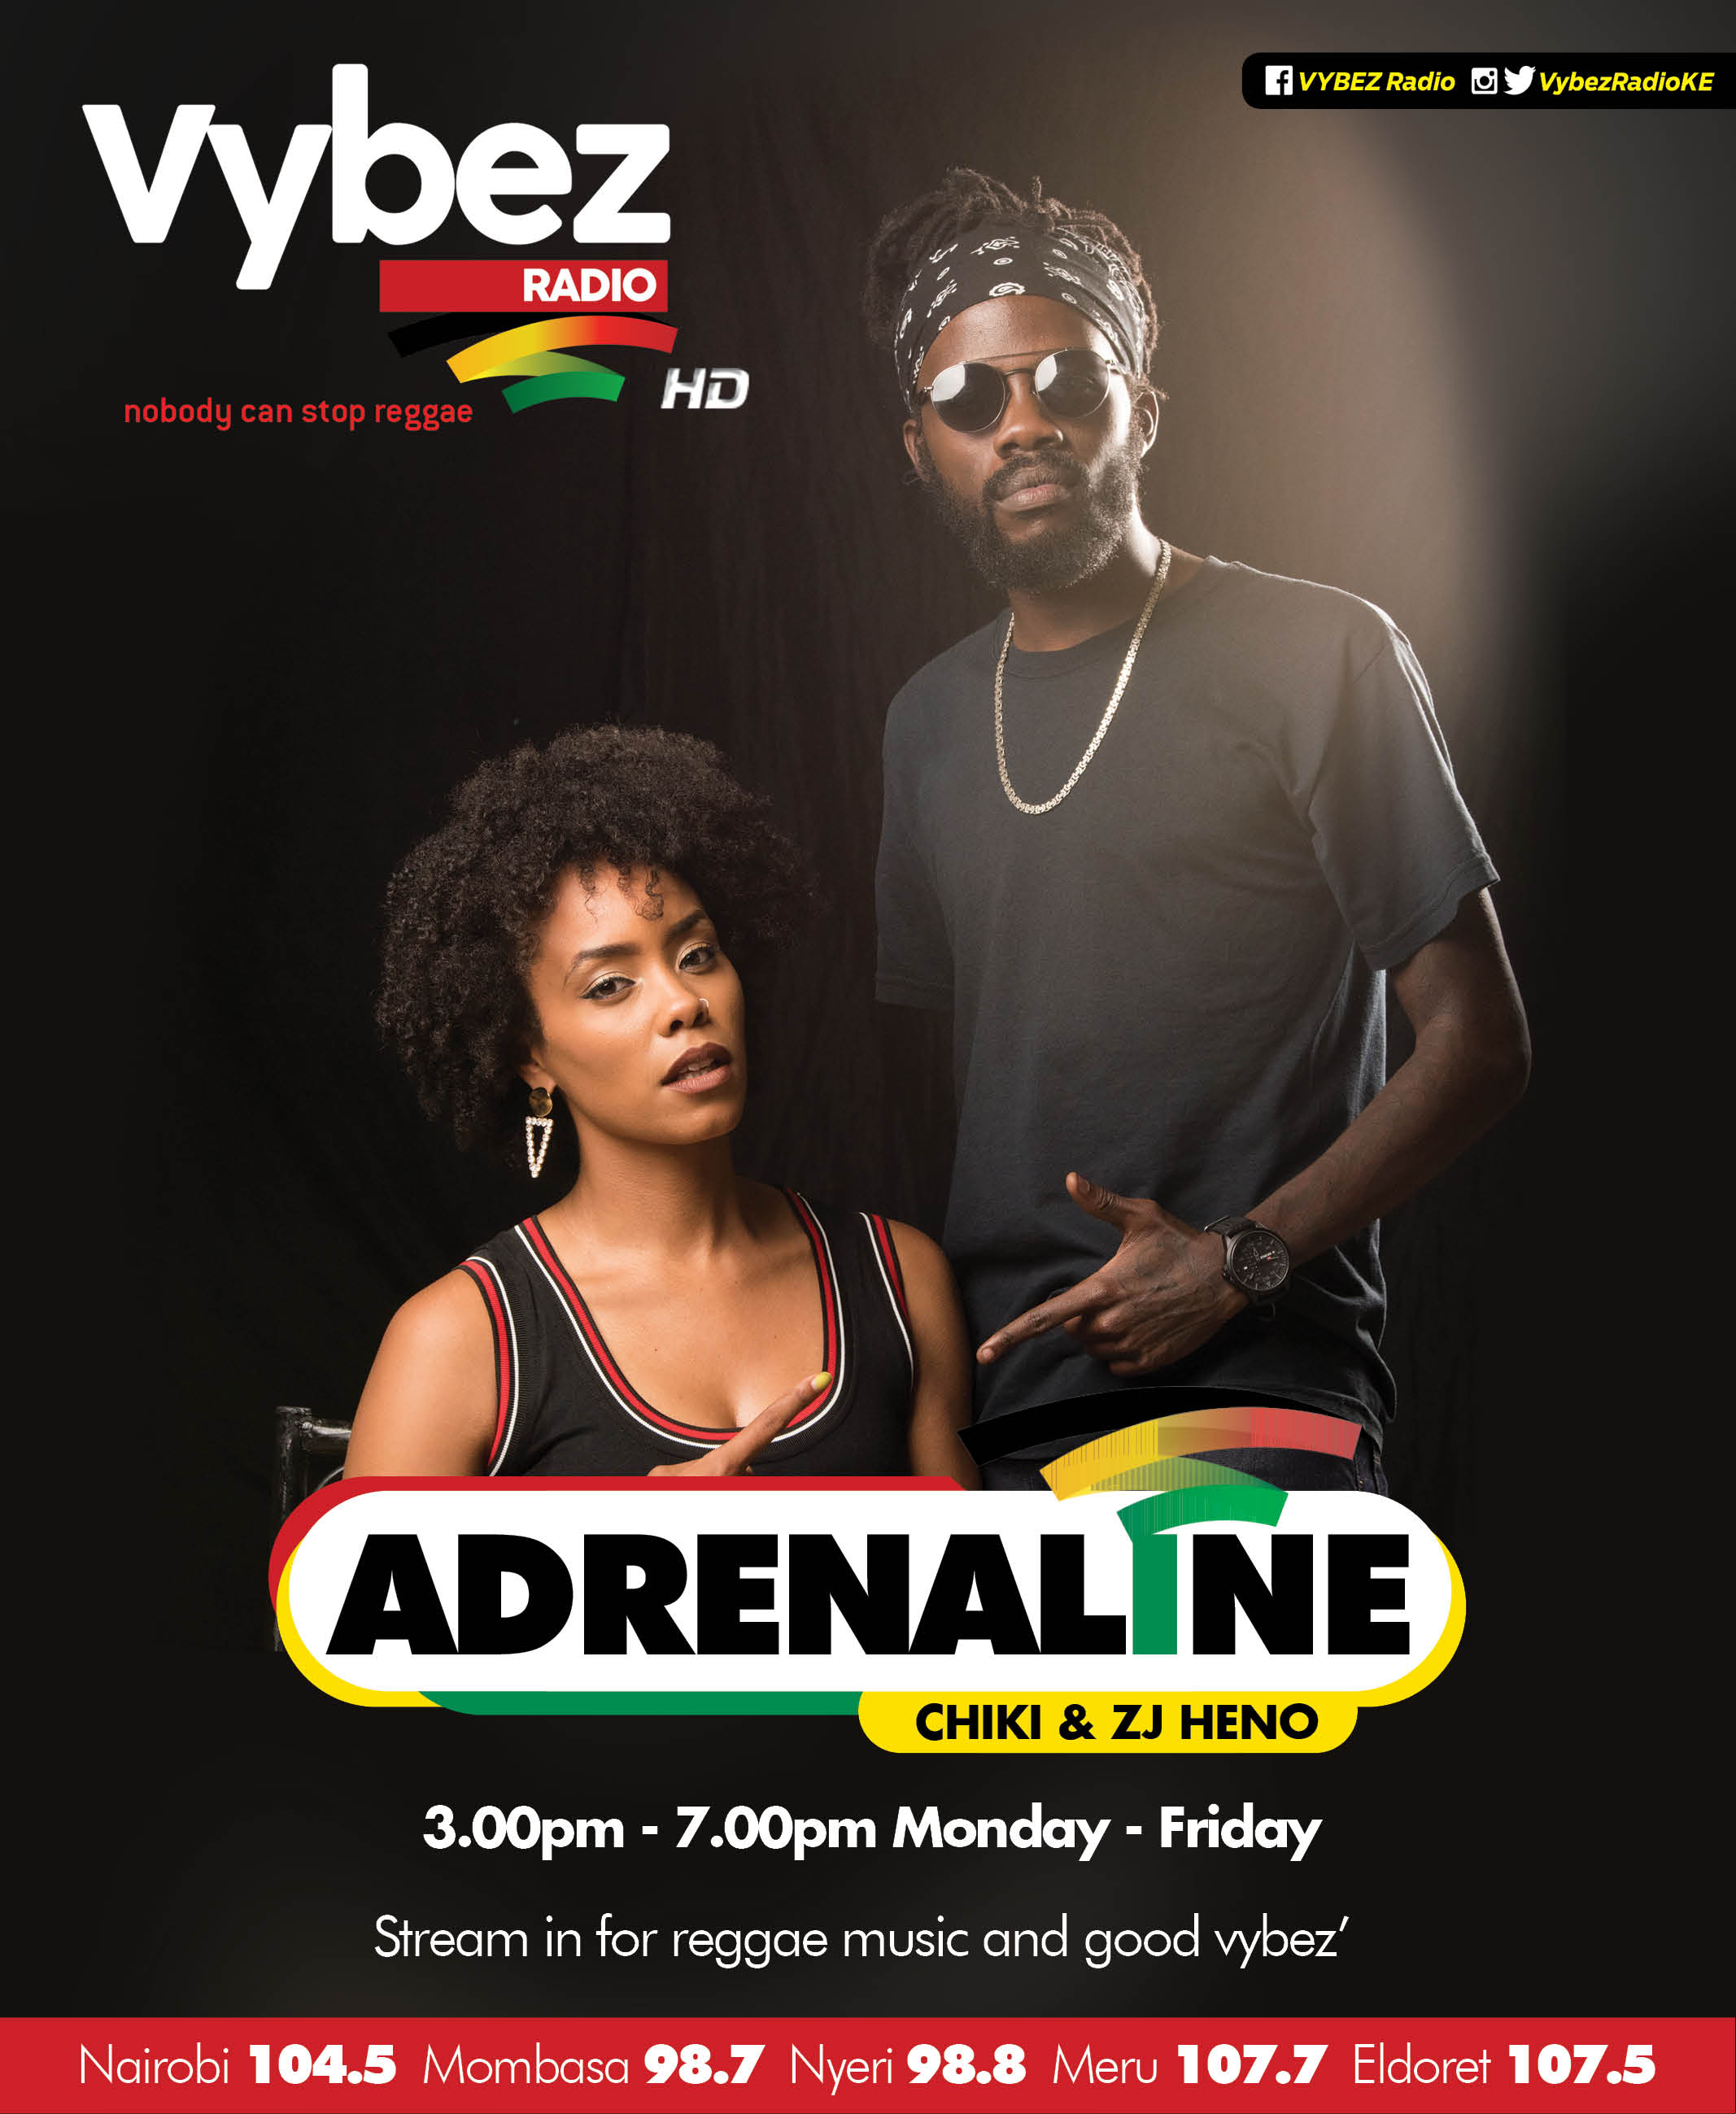 VYBEZ Radio VybezRadioKE
Vybez
RADIO
HD
nobody can stop reggae
ADRENALINE
CHIKI & ZJ HENO
3.00pm - 7.00pm Monday - Friday
Stream in for reggae music and good vybez’
Nairobi 104.5 Mombasa 98.7 Nyeri 98.8 Meru 107.7 Eldoret 107.5